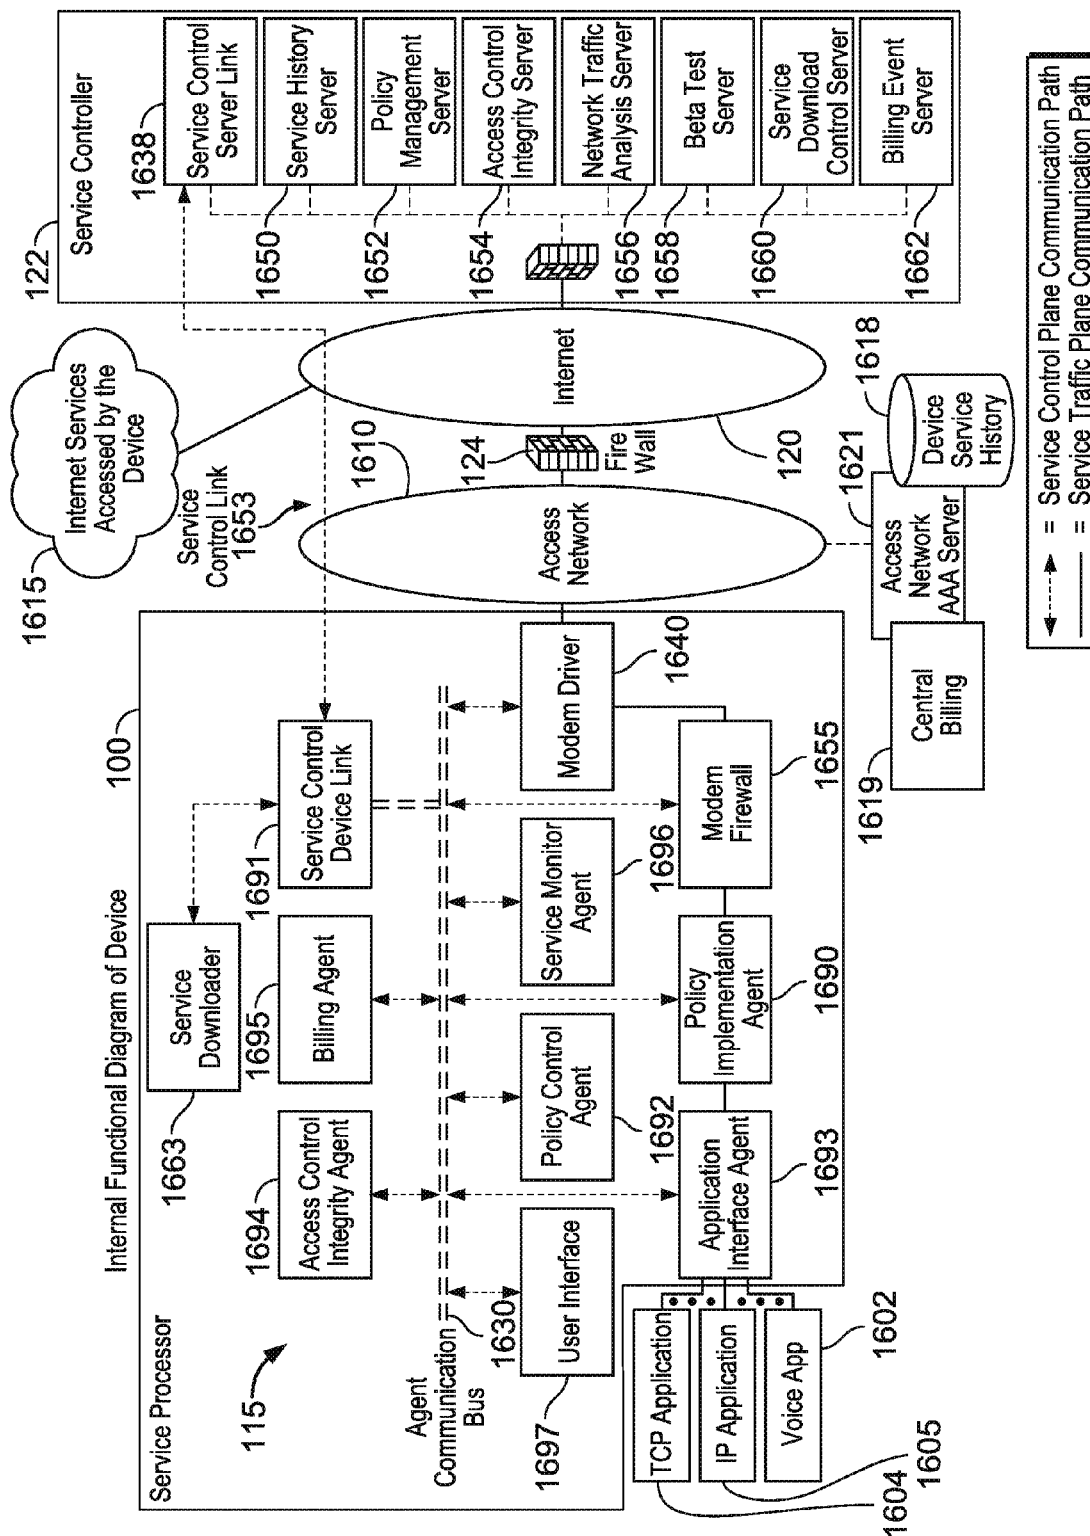 Internal Functional Diagram of Device
100
Service Processor
115
1663
Service
Downloader
1694
Access Control
Integrity Agent
1695
Billing Agent
1691
Service Control
Device Link
Agent
Communication
Bus
1630
1697
User Interface
Policy Control
Agent
1692
Service Monitor
Agent
1696
Modem Driver
1640
Application
Interface Agent
1693
Policy
Implementation
Agent
1690
Modem
Firewall
1655
TCP Application
IP Application
Voice App
1604
1605
1602
1615
Internet Services
Accessed by the
Device
Service
Control Link
1653
1610
Access
Network
124
Fire
Wall
Internet
120
1619
Central
Billing
Access
Network
AAA Server
1621
Device
Service
History
1618
122
Service Controller
1638
Service Control
Server Link
1650
Service History
Server
1652
Policy
Management
Server
1654
Access Control
Integrity Server
1656
Network Traffic
Analysis Server
1658
Beta Test
Server
1660
Service
Download
Control Server
1662
Billing Event
Server
= Service Control Plane Communication Path
= Service Traffic Plane Communication Path